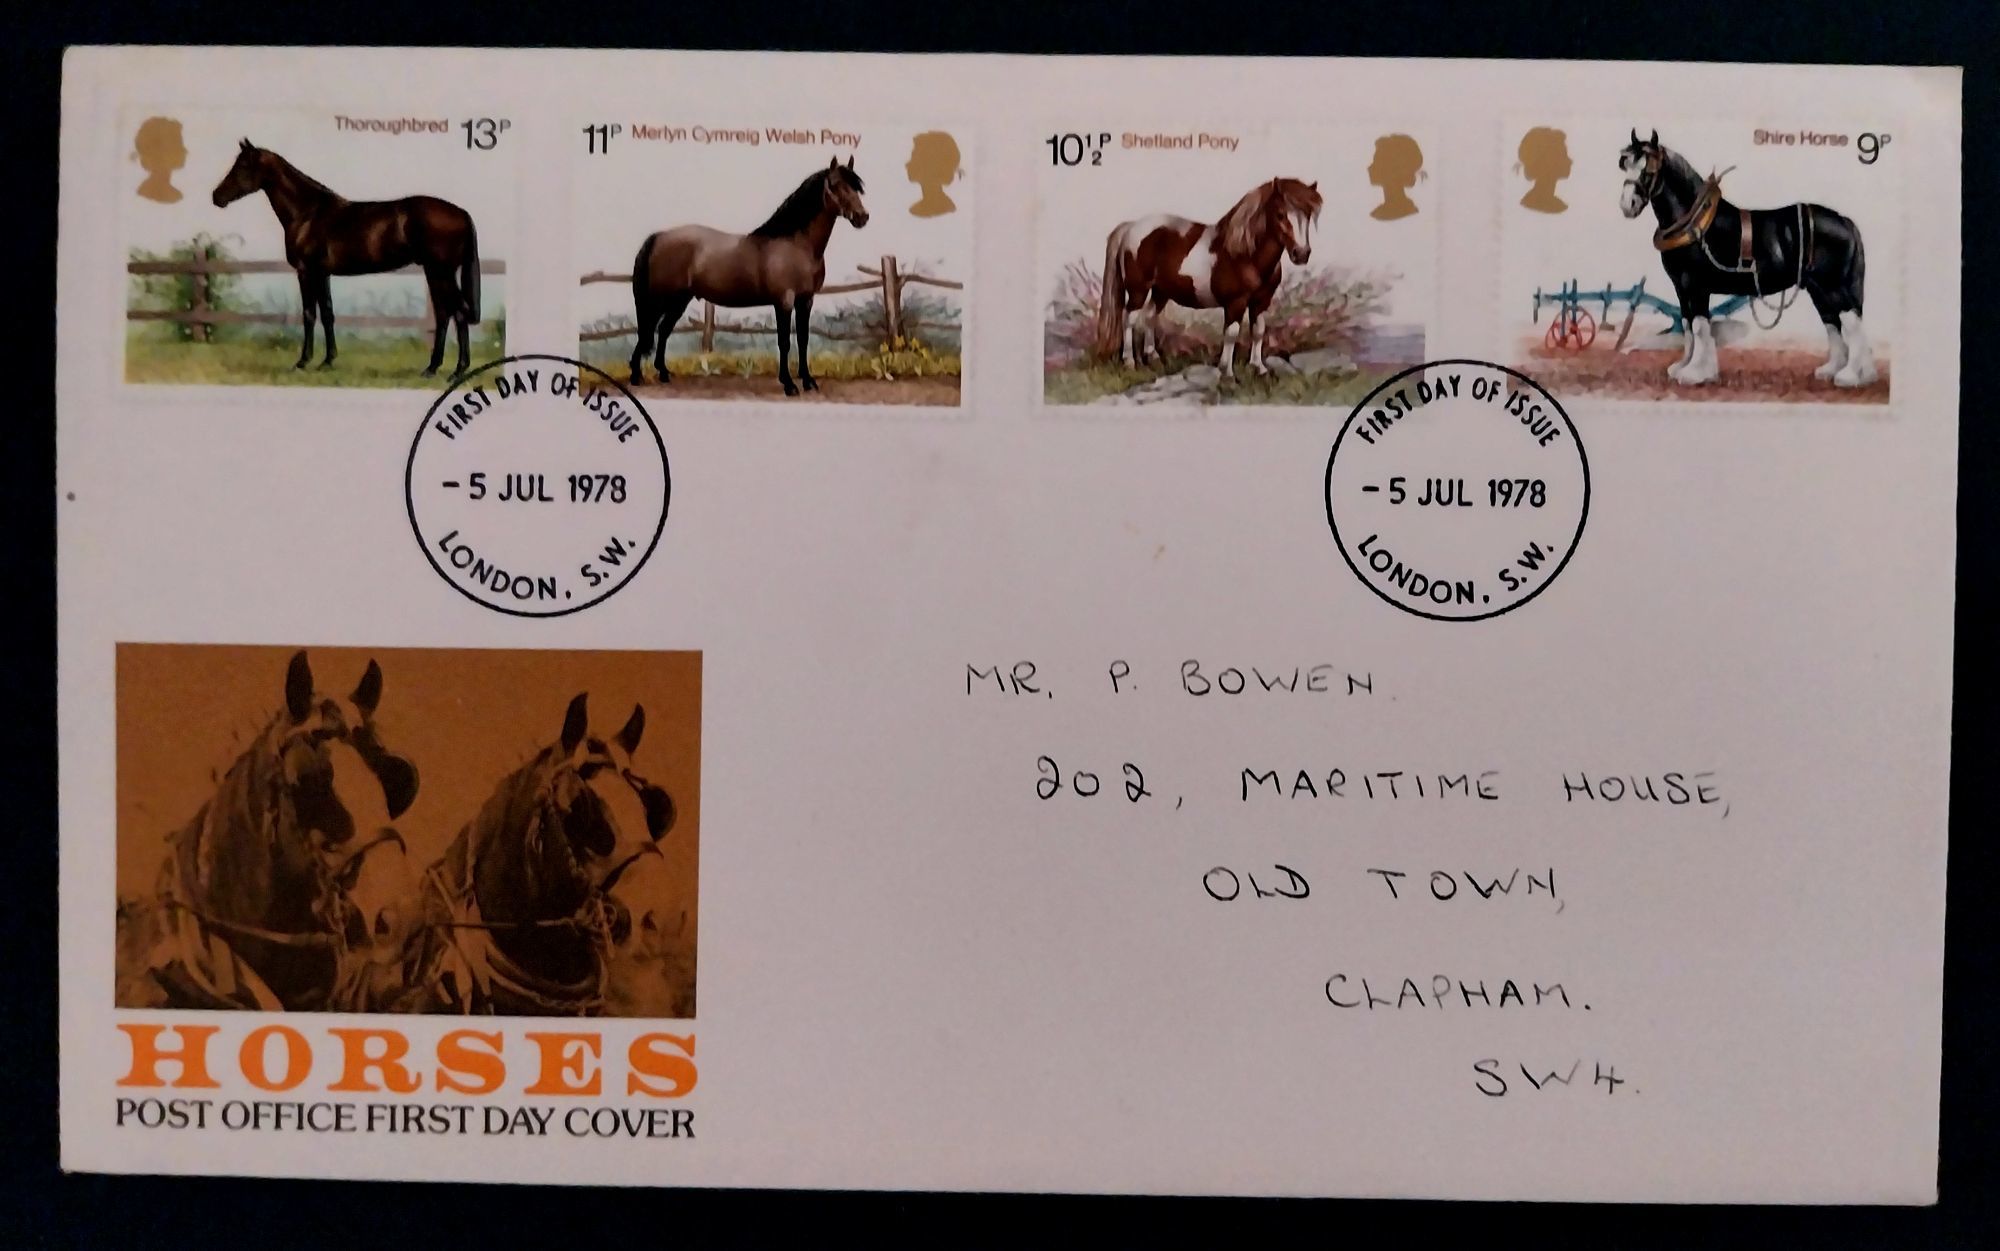 Thoroughbred 13P
11P Merlyn Cymreig Welsh Pony
10½P Shetland Pony
Shire Horse 9P
FIRST DAY OF ISSUE
- 5 JUL 1978
LONDON. S.W.
FIRST DAY OF ISSUE
- 5 JUL 1978
LONDON. S.W.
MR. P. BOWEN.
202, MARITIME HOUSE,
OLD TOWN,
CLAPHAM.
SW4.
HORSES
POST OFFICE FIRST DAY COVER